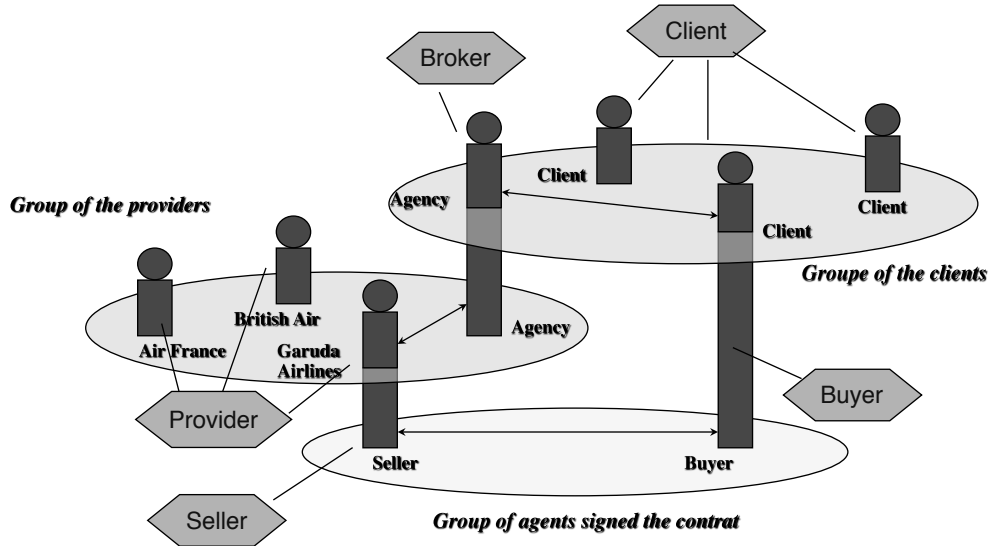 Client
Broker
Client
Agency
Client
Group of the providers
Client
Groupe of the clients
British Air
Agency
Air France
Garuda
Airlines
Buyer
Provider
Seller
Buyer
Seller
Group of agents signed the contrat